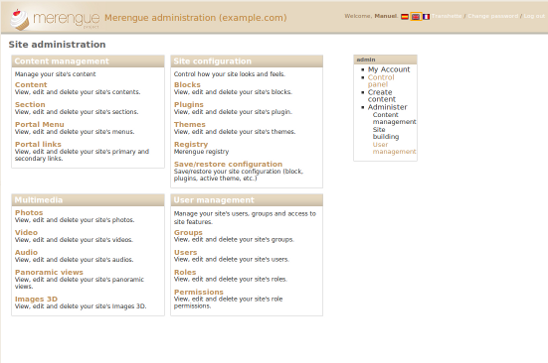 merengue
Merengue administration (example.com)
Welcome, Manuel
/ Change password / Log out
Site administration
Content management
Manage your site's content
Content
View, edit and delete your site's contents.
Section
View, edit and delete your site's sections.
Portal Menu
View, edit and delete your site's menus.
Portal links
View, edit and delete your site's primary and
secondary links.
Site configuration
Control how your site looks and feels.
Blocks
View, edit and delete your site's blocks.
Plugins
View, edit and delete your site's plugin.
Themes
View, edit and delete your site's themes.
Registry
Merengue registry
Save/restore configuration
Save/restore your site configuration (block,
plugins, active theme, etc.)
admin
My Account
Control
panel
Create
content
Administer
Content
management
Site
building
User
management
Multimedia
Photos
View, edit and delete your site's photos.
Video
View, edit and delete your site's videos.
Audio
View, edit and delete your site's audios.
Panoramic views
View, edit and delete your site's panoramic
views.
Images 3D
View, edit and delete your site's Images 3D.
User management
Manage your site's users, groups and access to
site features.
Groups
View, edit and delete your site's groups.
Users
View, edit and delete your site's users.
Roles
View, edit and delete your site's roles.
Permissions
View, edit and delete your site's role
permissions.